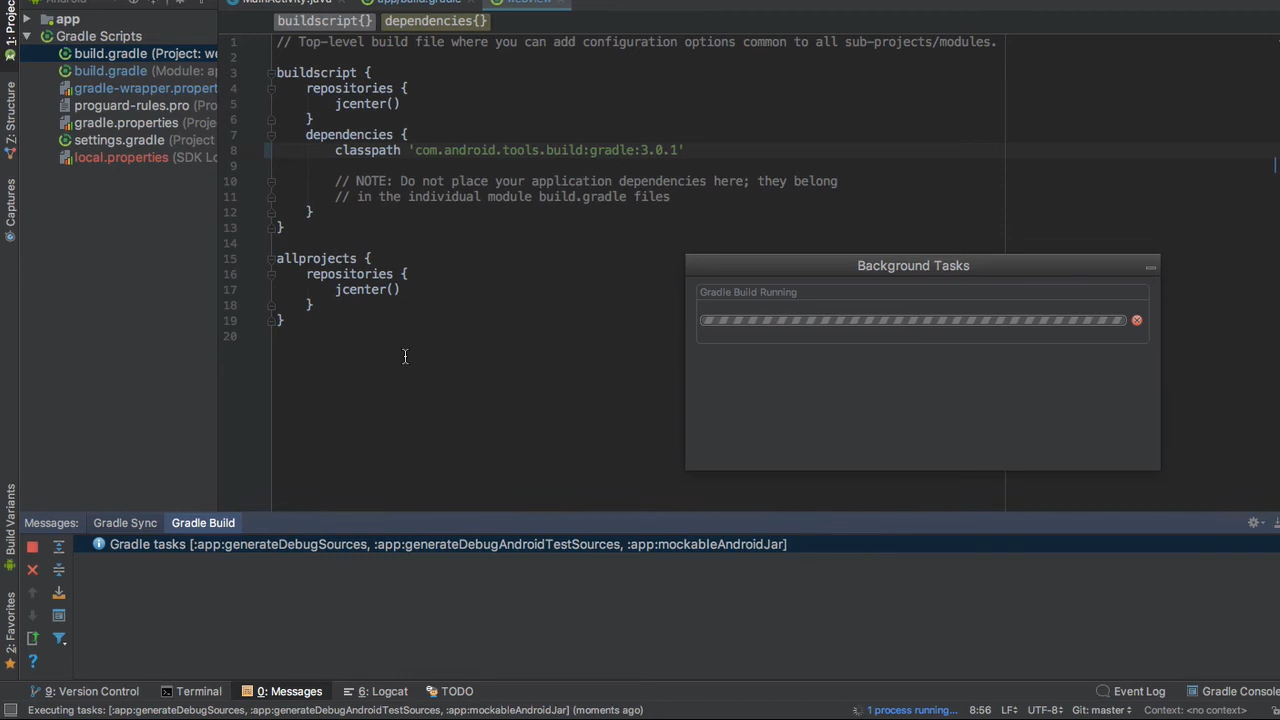 1: Project
Android
MainActivity.java
app/build.gradle
webview
app
buildscript{}
dependencies{}
Gradle Scripts
build.gradle (Project: we
build.gradle (Module: ap
gradle-wrapper.propert
proguard-rules.pro (Pro
gradle.properties (Proje
settings.gradle (Project
local.properties (SDK Lo
Z: Structure
Captures
Build Variants
2: Favorites
1 // Top-level build file where you can add configuration options common to all sub-projects/modules.
2
3 buildscript {
4 repositories {
5 jcenter()
6 }
7 dependencies {
8 classpath 'com.android.tools.build:gradle:3.0.1'
9
10 // NOTE: Do not place your application dependencies here; they belong
11 // in the individual module build.gradle files
12 }
13 }
14
15 allprojects {
16 repositories {
17 jcenter()
18 }
19 }
20
Background Tasks
Gradle Build Running
Messages: Gradle Sync Gradle Build
Gradle tasks [:app:generateDebugSources, :app:generateDebugAndroidTestSources, :app:mockableAndroidJar]
9: Version Control Terminal 0: Messages 6: Logcat TODO Event Log Gradle Console
Executing tasks: [:app:generateDebugSources, :app:generateDebugAndroidTestSources, :app:mockableAndroidJar] (moments ago) 1 process running... 8:56 LF÷ UTF-8÷ Git: master÷ Context: <no context>